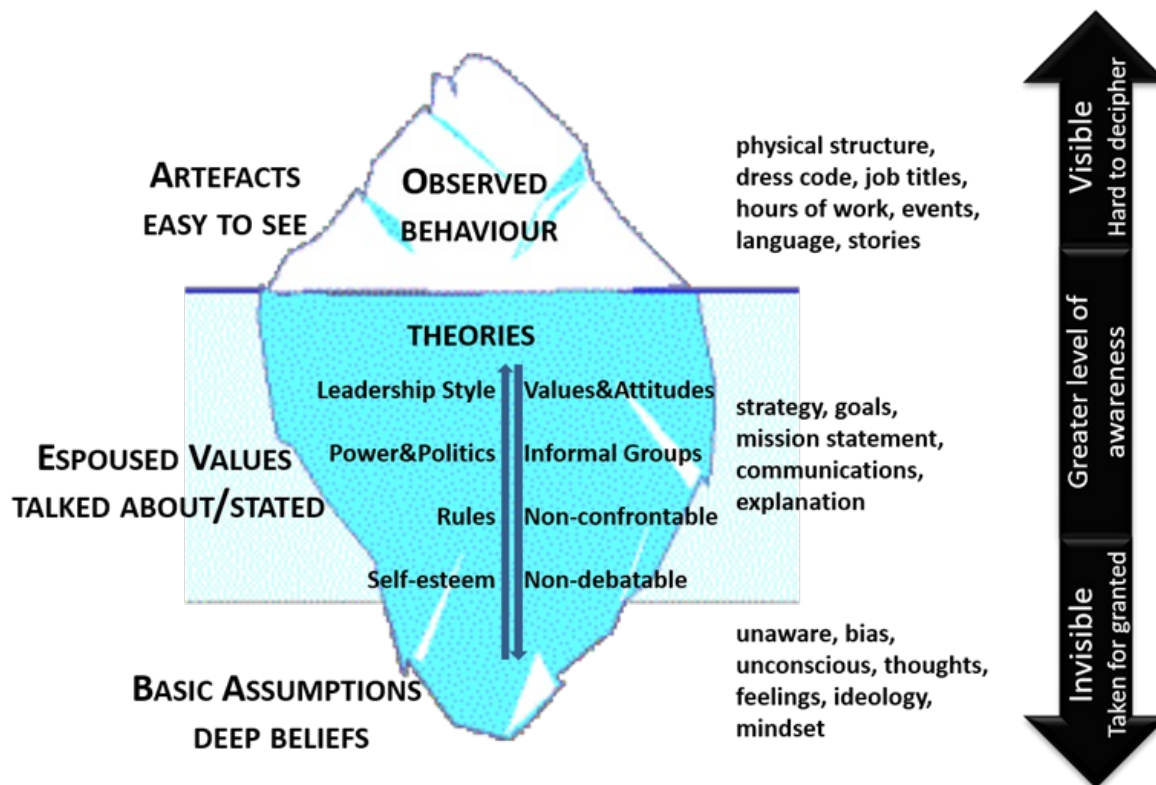 ARTEFACTS
EASY TO SEE
OBSERVED
BEHAVIOUR
physical structure,
dress code, job titles,
hours of work, events,
language, stories
THEORIES
Leadership Style
Values&Attitudes
Power&Politics
Informal Groups
Rules
Non-confrontable
Self-esteem
Non-debatable
ESPOUSED VALUES
TALKED ABOUT/STATED
strategy, goals,
mission statement,
communications,
explanation
BASIC ASSUMPTIONS
DEEP BELIEFS
unaware, bias,
unconscious, thoughts,
feelings, ideology,
mindset
Visible
Hard to decipher
Greater level of
awareness
Invisible
Taken for granted